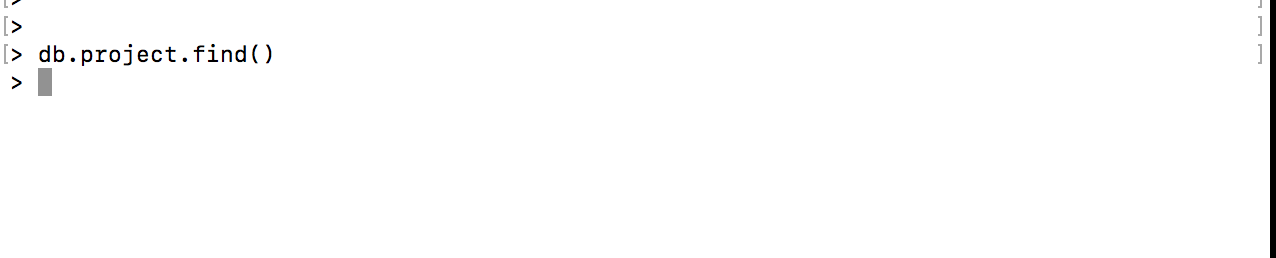 [> ]
[> ]
[> db.project.find() ]
>